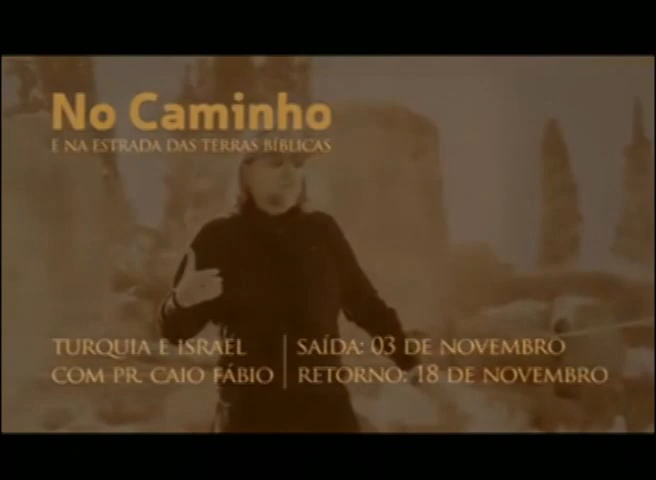 No Caminho
E NA ESTRADA DAS TERRAS BÍBLICAS
TURQUIA E ISRAEL
COM PR. CAIO FÁBIO
SAÍDA: 03 DE NOVEMBRO
RETORNO: 18 DE NOVEMBRO